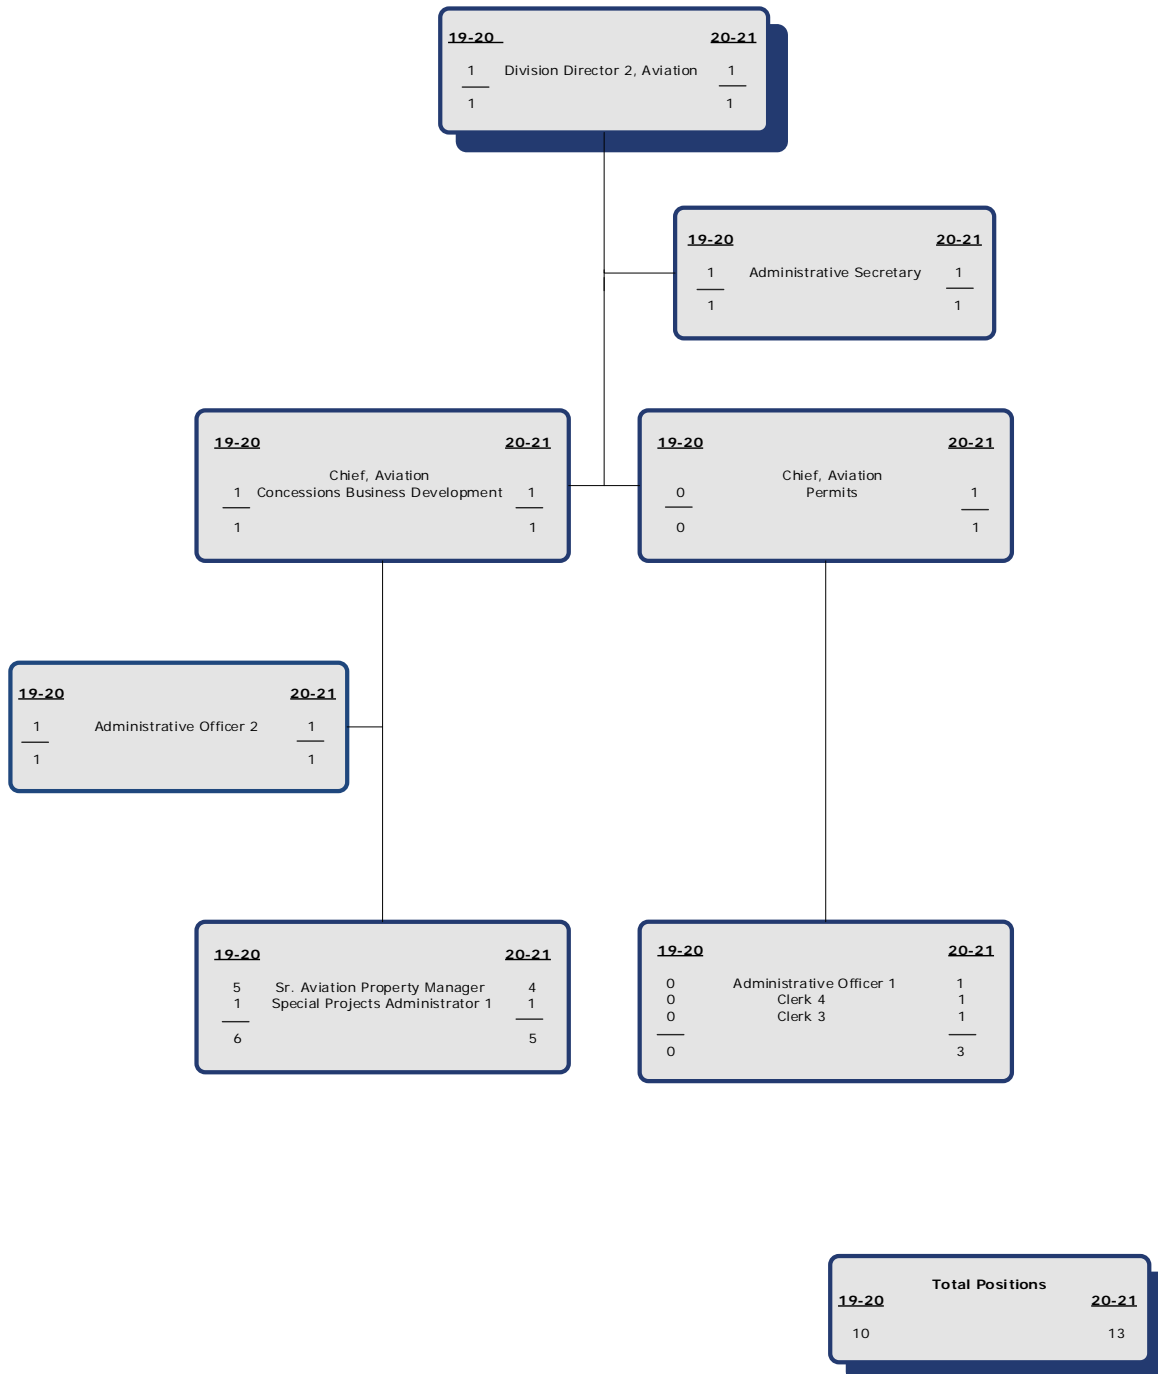 19-20 20-21
1 Division Director 2, Aviation 1
1 1
19-20 20-21
1 Administrative Secretary 1
1 1
19-20 20-21
Chief, Aviation
1 Concessions Business Development 1
1 1
19-20 20-21
Chief, Aviation
0 Permits 1
0 1
19-20 20-21
1 Administrative Officer 2 1
1 1
19-20 20-21
5 Sr. Aviation Property Manager 4
1 Special Projects Administrator 1 1
6 5
19-20 20-21
0 Administrative Officer 1 1
0 Clerk 4 1
0 Clerk 3 1
0 3
Total Positions
19-20 20-21
10 13